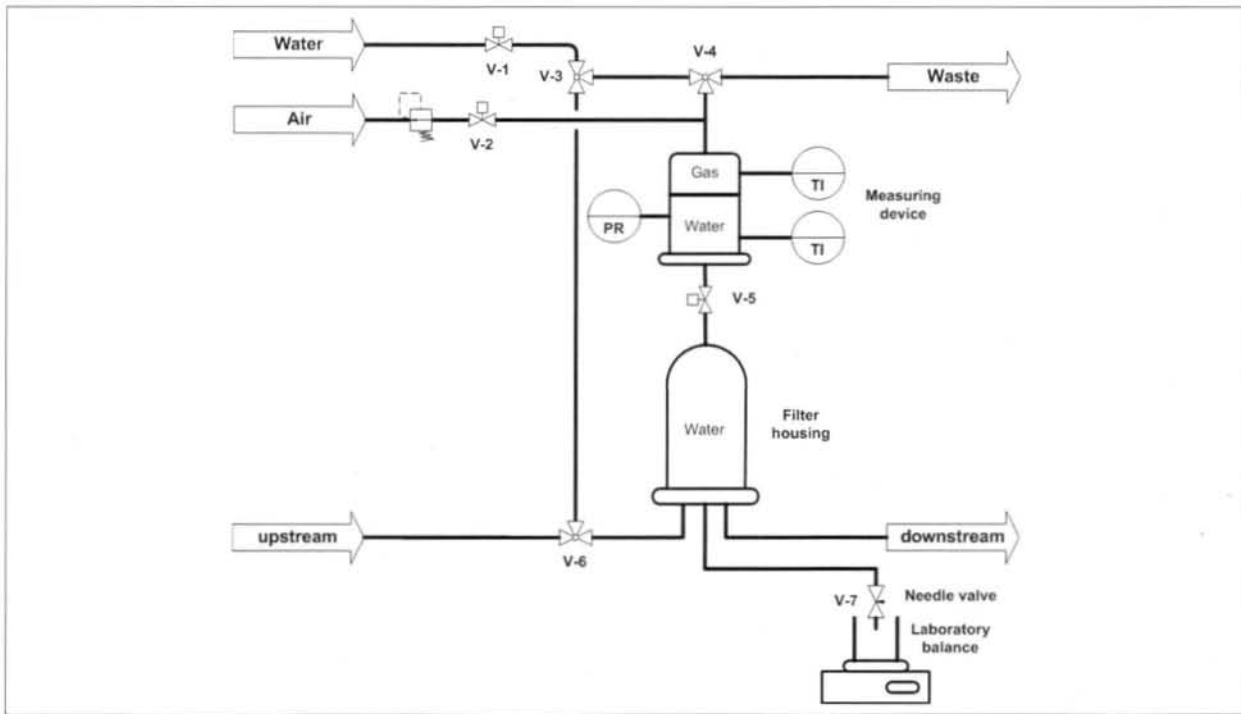 Water
V-1
V-3
V-4
Waste
Air
V-2
Gas
TI
Measuring
device
PR
Water
TI
V-5
Water
Filter
housing
upstream
V-6
downstream
V-7
Needle valve
Laboratory
balance